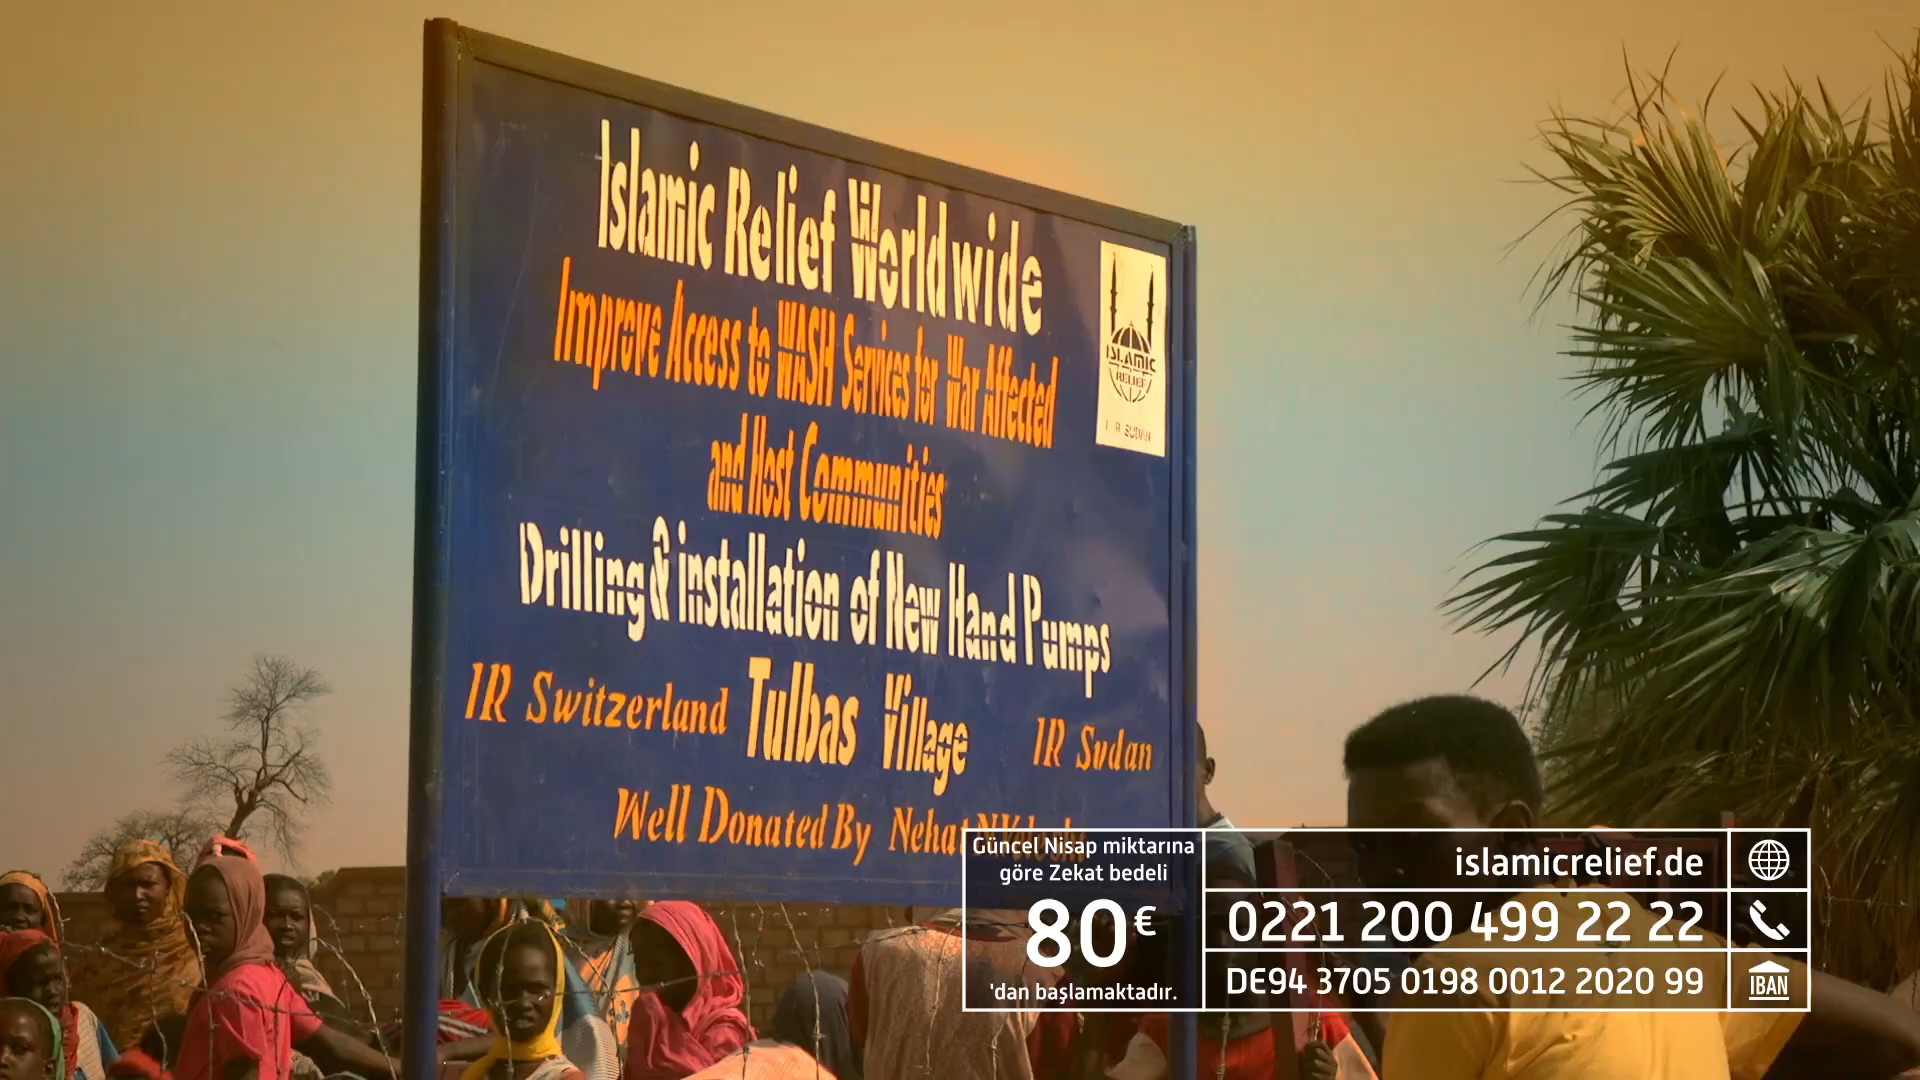 Islamic Relief Worldwide
Improve Access to WASH Services for War Affected
and Host Communities
Drilling & installation of New Hand Pumps
IR Switzerland Tulbas Village IR Sudan
Well Donated By Nehat
ISLAMIC
RELIEF
I R SUDAN
Güncel Nisap miktarına
göre Zekat bedeli
80€
'dan başlamaktadır.
islamicrelief.de
0221 200 499 22 22
DE94 3705 0198 0012 2020 99
IBAN